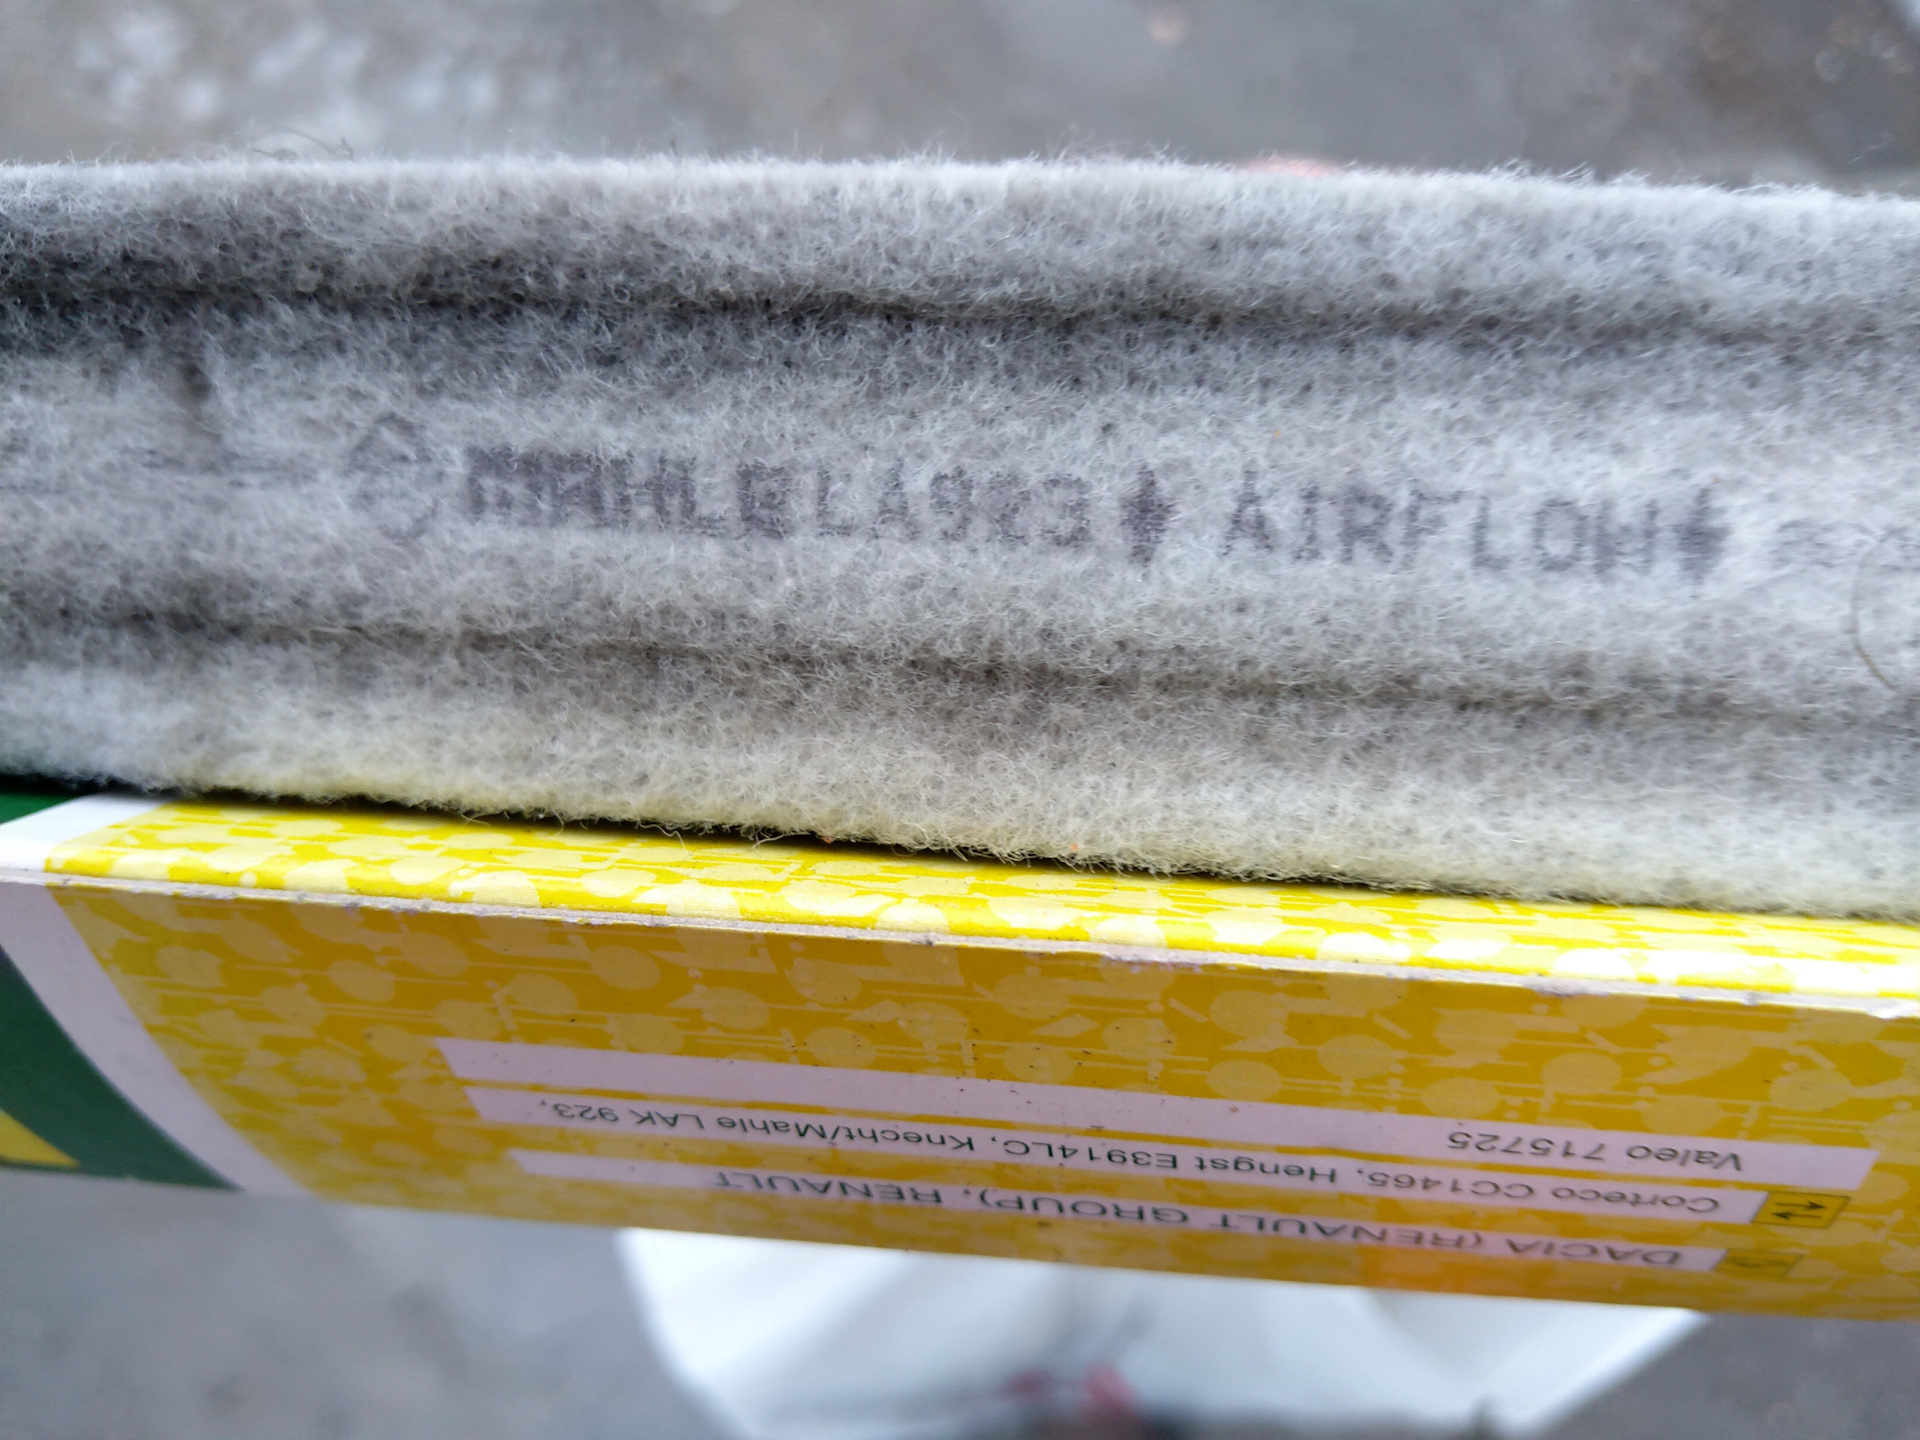 MAHLE LA923 AIRFLOW
DACIA (RENAULT GROUP), RENAULT
Corteco CC1465, Hengst E3914LC, Knecht/Mahle LAK 923,
Valeo 715725